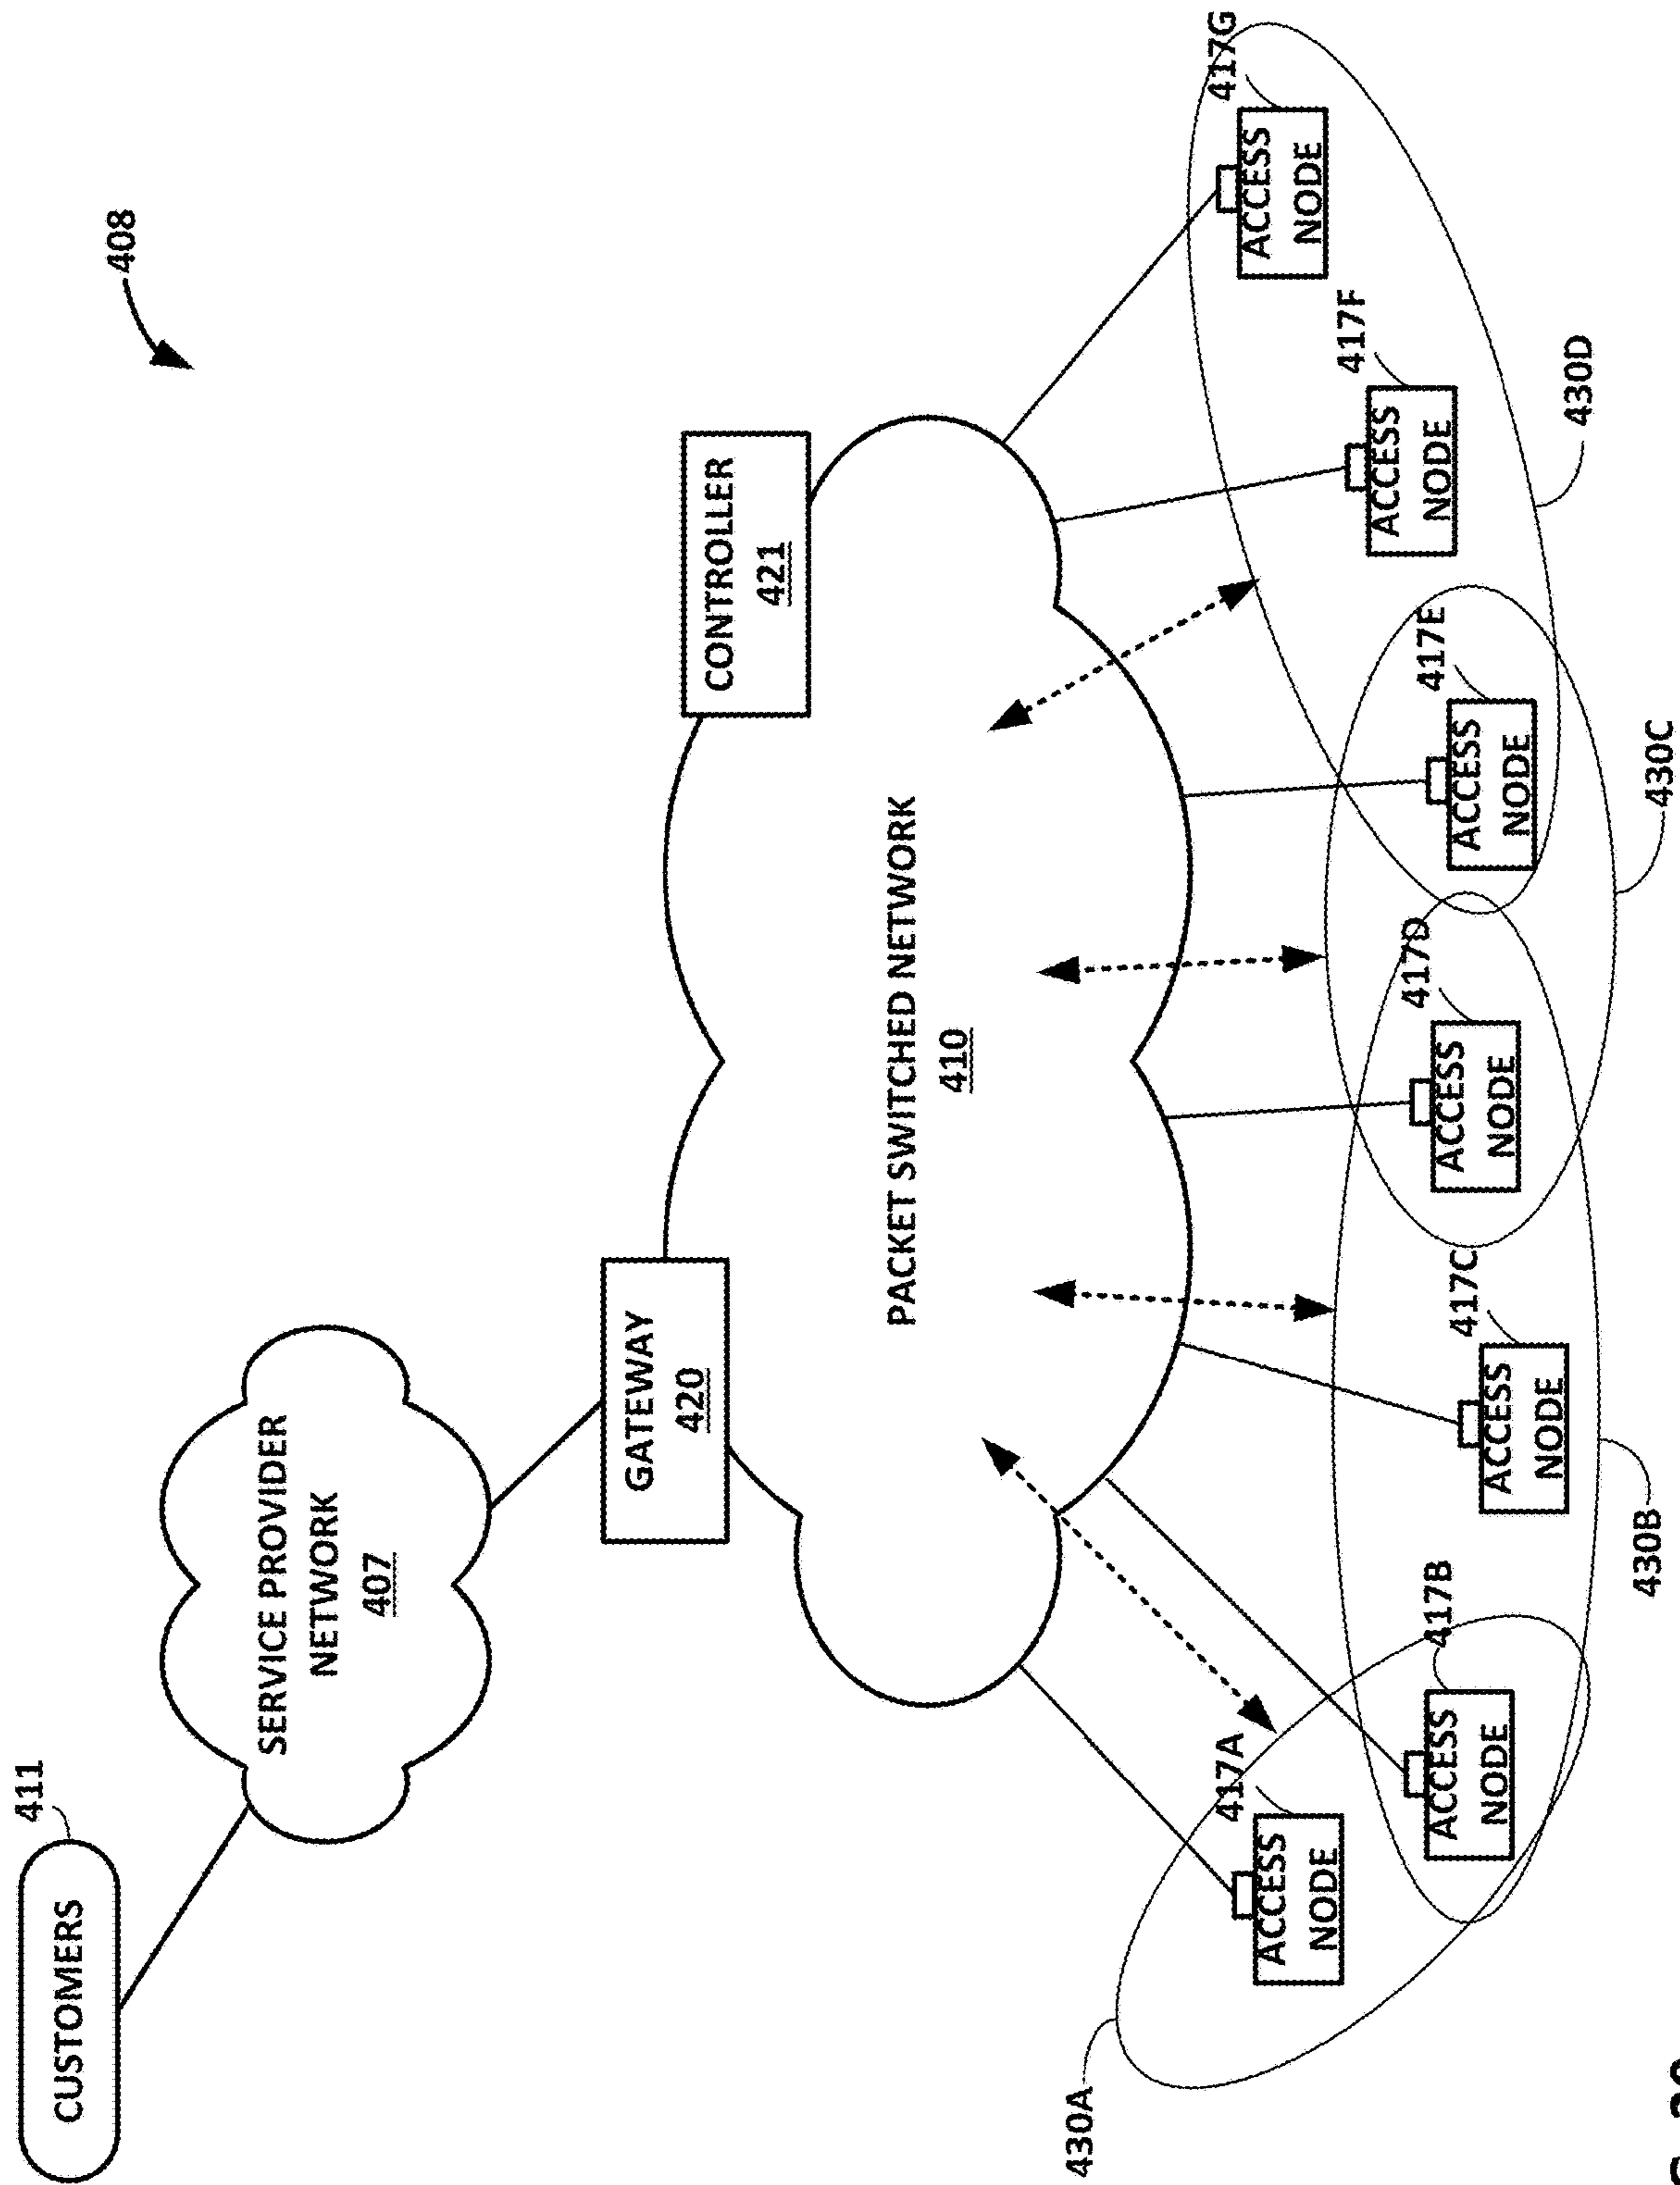 408
411
CUSTOMERS
SERVICE PROVIDER
NETWORK
407
GATEWAY
420
CONTROLLER
421
PACKET SWITCHED NETWORK
410
430A
417A
ACCESS
NODE
417B
ACCESS
NODE
430B
417C
ACCESS
NODE
417D
ACCESS
NODE
430C
417E
ACCESS
NODE
417F
ACCESS
NODE
430D
417G
ACCESS
NODE